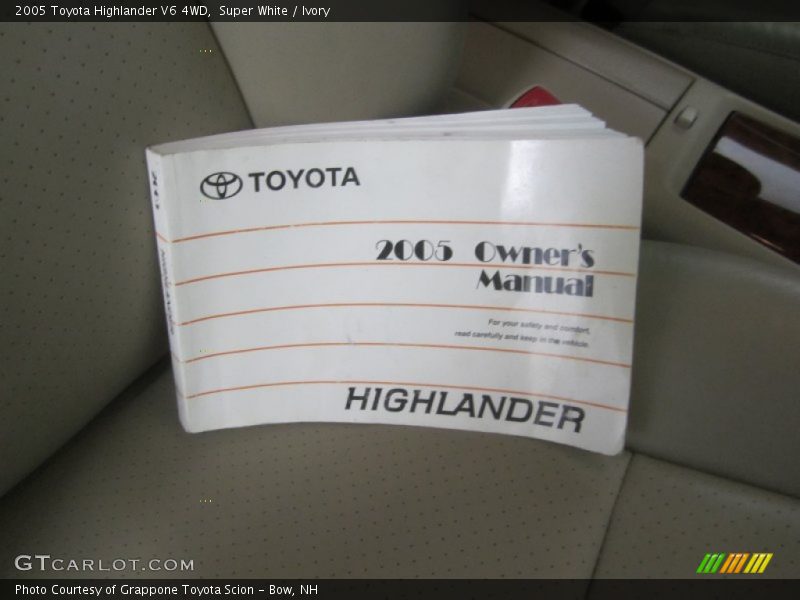 2005 Toyota Highlander V6 4WD,  Super White / Ivory
TOYOTA
2005 Owner's
Manual
For your safety and comfort,
read carefully and keep in the vehicle.
HIGHLANDER
GTCARLOT.COM
Photo Courtesy of Grappone Toyota Scion - Bow, NH